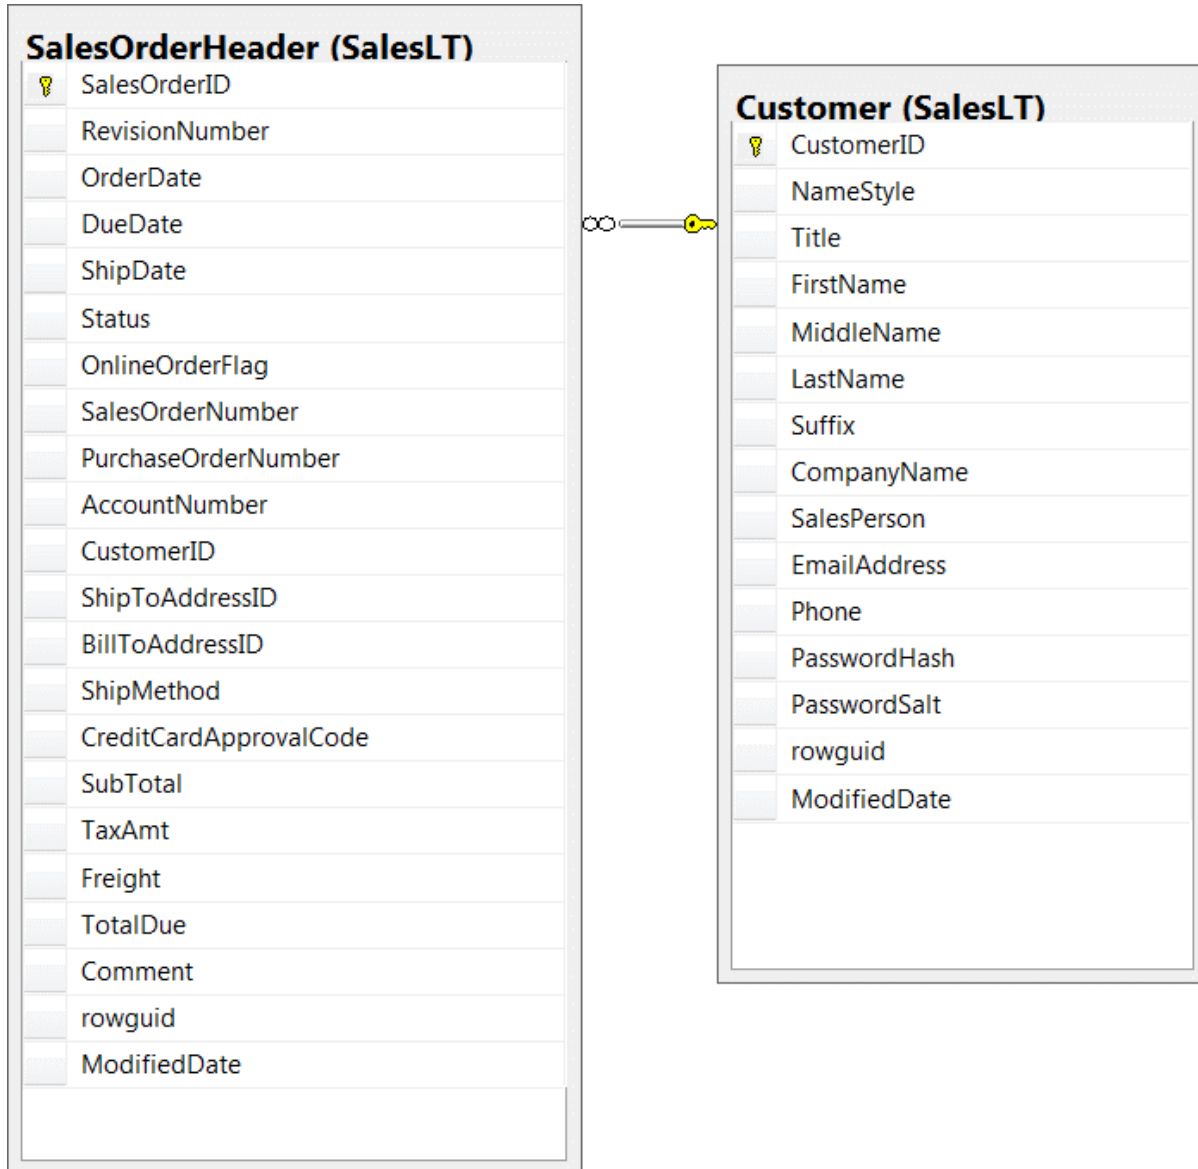 SalesOrderHeader (SalesLT)
SalesOrderID
RevisionNumber
OrderDate
DueDate
ShipDate
Status
OnlineOrderFlag
SalesOrderNumber
PurchaseOrderNumber
AccountNumber
CustomerID
ShipToAddressID
BillToAddressID
ShipMethod
CreditCardApprovalCode
SubTotal
TaxAmt
Freight
TotalDue
Comment
rowguid
ModifiedDate
Customer (SalesLT)
CustomerID
NameStyle
Title
FirstName
MiddleName
LastName
Suffix
CompanyName
SalesPerson
EmailAddress
Phone
PasswordHash
PasswordSalt
rowguid
ModifiedDate